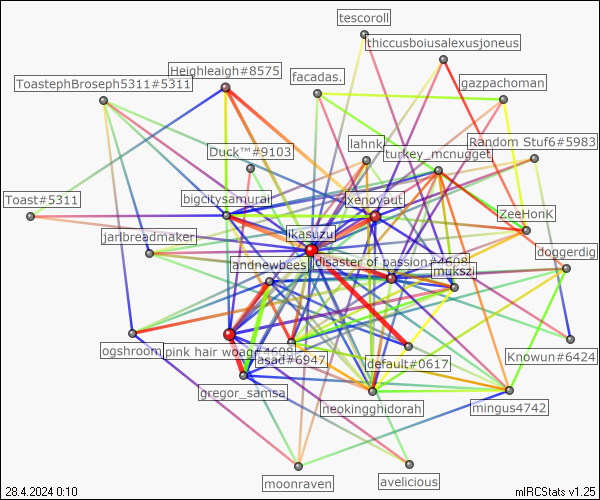 tescoroll
thiccusboiusalexusjoneus
Heighleigh#8575
facadas.
ToastephBroseph5311#5311
gazpachoman
lahnk
Random Stuf6#5983
Duck™#9103
turkey_mcnugget
Toast#5311
bigcitysamurai
xenoyaut
ZeeHonK
jarlbreadmaker
ikasuzu
doggerdig
andnewbees
disaster of passion#4608
mukszi
ogshroom
pink hair woag#4608
asad#6947
default#0617
Knowun#6424
gregor_samsa
neokingghidorah
mingus4742
moonraven
avelicious
28.4.2024 0:10
mIRCStats v1.25